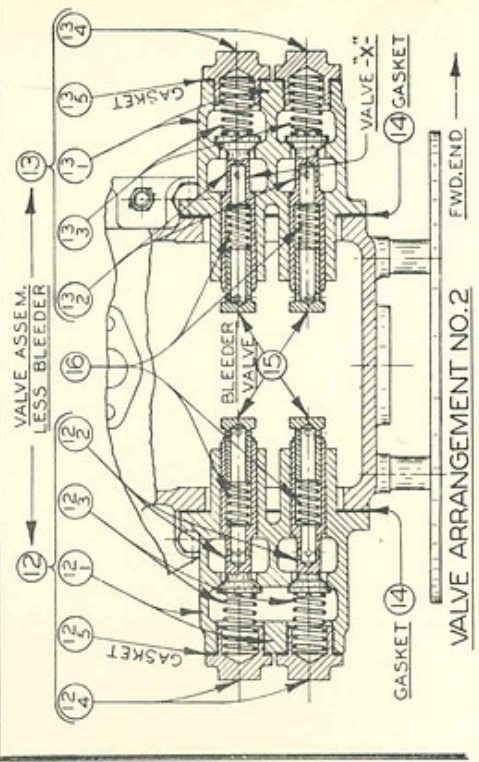 VALVE ASSEM.
LESS BLEEDER
12
13
12 4
12 5
12 1
12 3
12 2
16
13 2
13 3
13 1
13 5
13 4
GASKET
GASKET
BLEEDER
VALVE
15
VALVE-"X"
GASKET 14
14 GASKET
FWD. END
VALVE ARRANGEMENT NO. 2